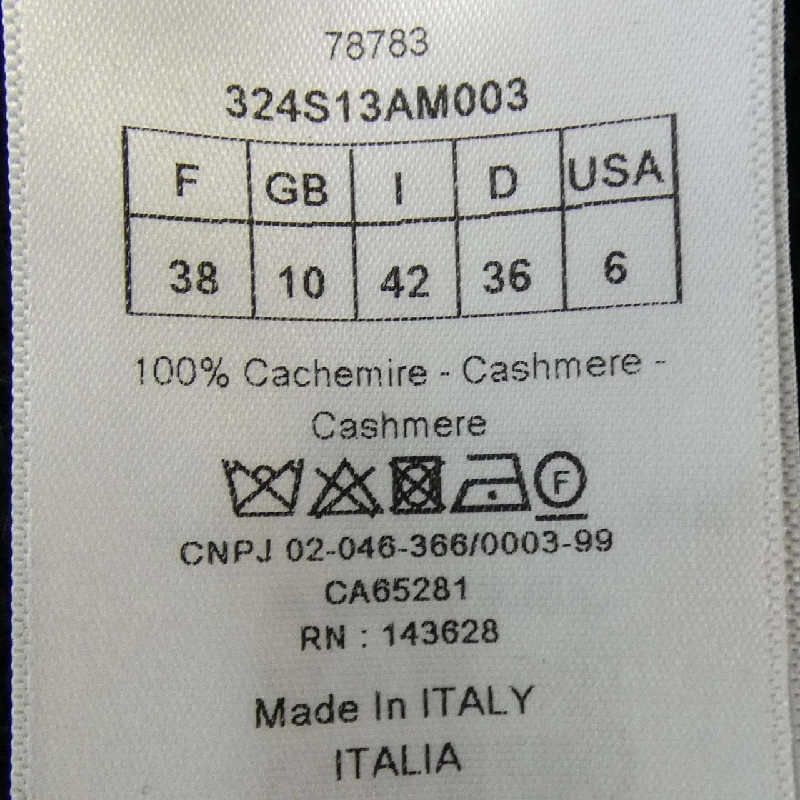 78783
324S13AM003
F GB I D USA
38 10 42 36 6
100% Cachemire - Cashmere -
Cashmere
F
CNPJ 02-046-366/0003-99
CA65281
RN : 143628
Made In ITALY
ITALIA